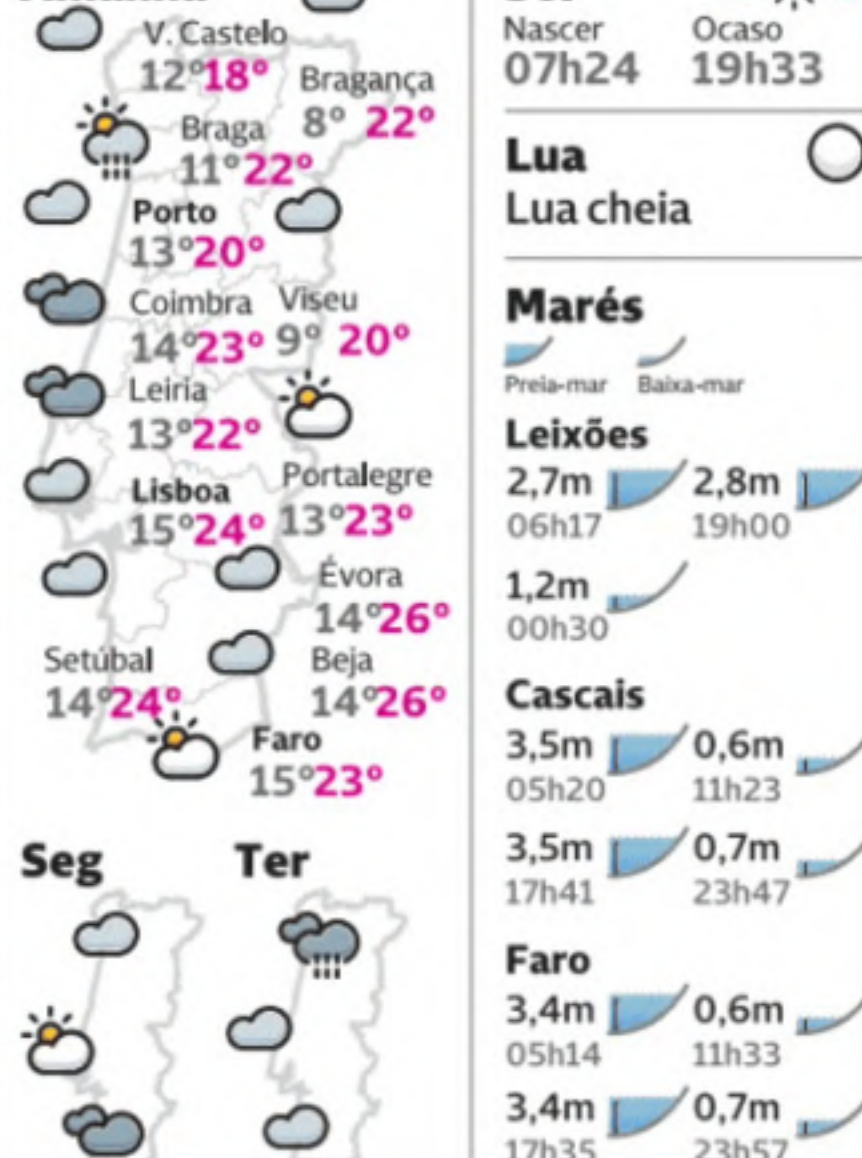 V. Castelo
12° 18°
Bragança
8° 22°
Braga
11° 22°
Porto
13° 20°
Coimbra
14° 23°
Viseu
9° 20°
Leiria
13° 22°
Lisboa
15° 24°
Portalegre
13° 23°
Évora
14° 26°
Setúbal
14° 24°
Beja
14° 26°
Faro
15° 23°
Seg
Ter
Nascer Ocaso
07h24 19h33
Lua
Lua cheia
Marés
Preia-mar Baixa-mar
Leixões
2,7m 2,8m
06h17 19h00
1,2m
00h30
Cascais
3,5m 0,6m
05h20 11h23
3,5m 0,7m
17h41 23h47
Faro
3,4m 0,6m
05h14 11h33
3,4m 0,7m
17h35 23h57